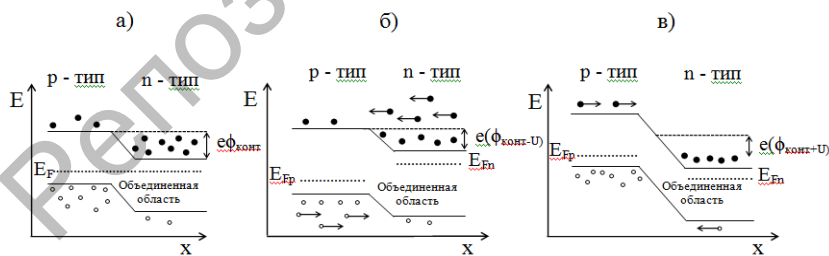 а)
б)
в)
р - тип n - тип
E
eφконт
EF
Объединенная
область
x
р - тип n - тип
E
e(φконт-U)
EFn
EFp
Объединенная
область
x
р - тип n - тип
E
e(φконт+U)
EFp
EFn
Объединенная
область
x
Репоз